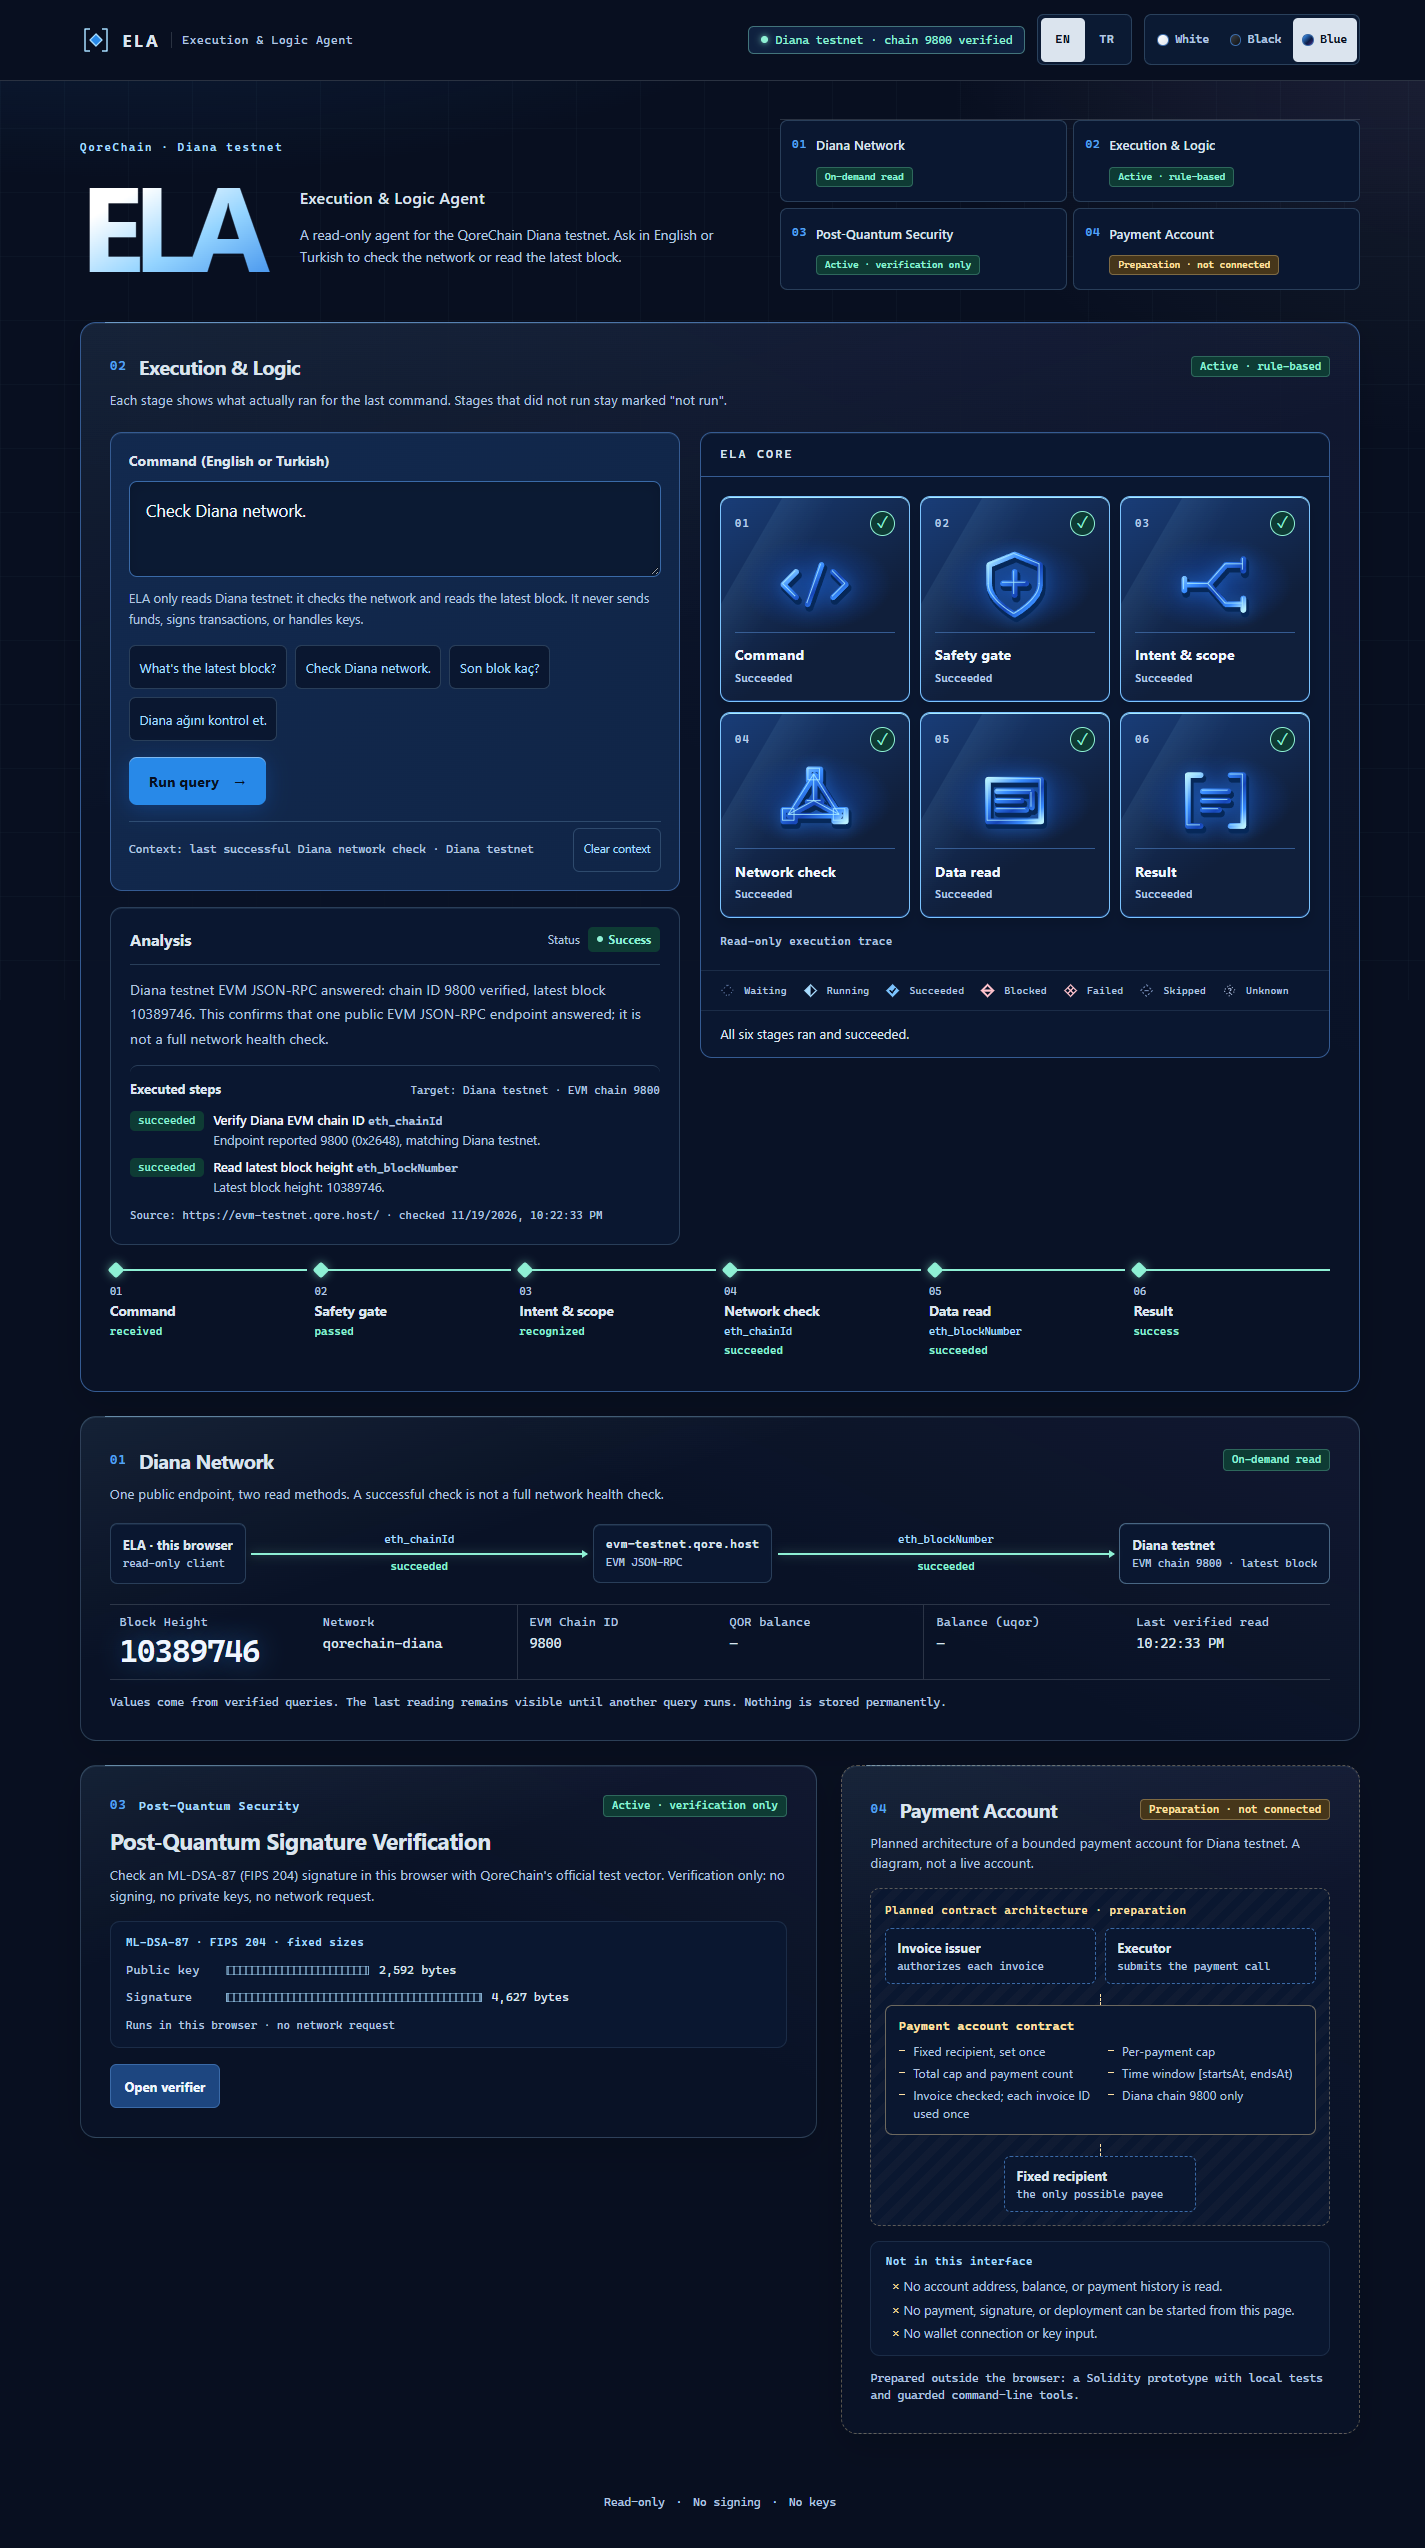 ELA
Execution & Logic Agent
Diana testnet · chain 9800 verified
EN
TR
White
Black
Blue
QoreChain · Diana testnet
ELA
Execution & Logic Agent
A read-only agent for the QoreChain Diana testnet. Ask in English or
Turkish to check the network or read the latest block.
01 Diana Network
On-demand read
02 Execution & Logic
Active · rule-based
03 Post-Quantum Security
Active · verification only
04 Payment Account
Preparation · not connected
02 Execution & Logic
Active · rule-based
Each stage shows what actually ran for the last command. Stages that did not run stay marked "not run".
Command (English or Turkish)
Check Diana network.
ELA only reads Diana testnet: it checks the network and reads the latest block. It never sends
funds, signs transactions, or handles keys.
What's the latest block?
Check Diana network.
Son blok kaç?
Diana ağını kontrol et.
Run query →
Context: last successful Diana network check · Diana testnet
Clear context
ELA CORE
01
Command
Succeeded
02
Safety gate
Succeeded
03
Intent & scope
Succeeded
04
Network check
Succeeded
05
Data read
Succeeded
06
Result
Succeeded
Read-only execution trace
Waiting
Running
Succeeded
Blocked
Failed
Skipped
Unknown
All six stages ran and succeeded.
Analysis
Status
Success
Diana testnet EVM JSON-RPC answered: chain ID 9800 verified, latest block
10389746. This confirms that one public EVM JSON-RPC endpoint answered; it is
not a full network health check.
Executed steps
Target: Diana testnet · EVM chain 9800
succeeded
Verify Diana EVM chain ID eth_chainId
Endpoint reported 9800 (0x2648), matching Diana testnet.
succeeded
Read latest block height eth_blockNumber
Latest block height: 10389746.
Source: https://evm-testnet.qore.host/ · checked 11/19/2026, 10:22:33 PM
01
Command
received
02
Safety gate
passed
03
Intent & scope
recognized
04
Network check
eth_chainId
succeeded
05
Data read
eth_blockNumber
succeeded
06
Result
success
01 Diana Network
On-demand read
One public endpoint, two read methods. A successful check is not a full network health check.
ELA · this browser
read-only client
eth_chainId
succeeded
evm-testnet.qore.host
EVM JSON-RPC
eth_blockNumber
succeeded
Diana testnet
EVM chain 9800 · latest block
Block Height
10389746
Network
qorechain-diana
EVM Chain ID
9800
QOR balance
—
Balance (uqor)
—
Last verified read
10:22:33 PM
Values come from verified queries. The last reading remains visible until another query runs. Nothing is stored permanently.
03 Post-Quantum Security
Active · verification only
Post-Quantum Signature Verification
Check an ML-DSA-87 (FIPS 204) signature in this browser with QoreChain's official test vector. Verification only: no
signing, no private keys, no network request.
ML-DSA-87 · FIPS 204 · fixed sizes
Public key
2,592 bytes
Signature
4,627 bytes
Runs in this browser · no network request
Open verifier
04 Payment Account
Preparation · not connected
Planned architecture of a bounded payment account for Diana testnet. A
diagram, not a live account.
Planned contract architecture · preparation
Invoice issuer
authorizes each invoice
Executor
submits the payment call
Payment account contract
– Fixed recipient, set once
– Per-payment cap
– Total cap and payment count
– Time window [startsAt, endsAt)
– Invoice checked; each invoice ID
used once
– Diana chain 9800 only
Fixed recipient
the only possible payee
Not in this interface
× No account address, balance, or payment history is read.
× No payment, signature, or deployment can be started from this page.
× No wallet connection or key input.
Prepared outside the browser: a Solidity prototype with local tests
and guarded command-line tools.
Read-only · No signing · No keys